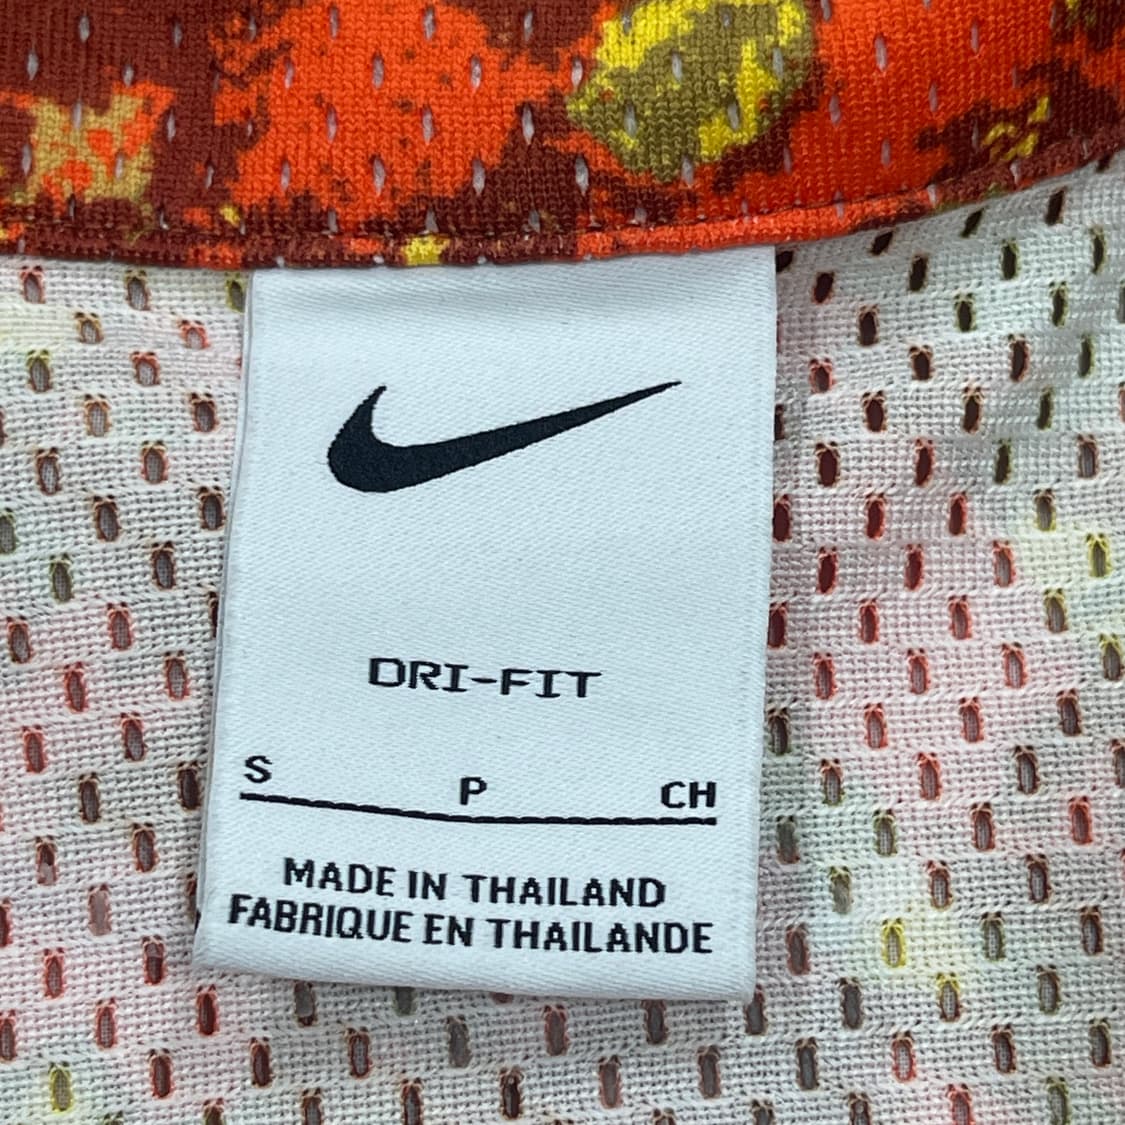 DRI-FIT
S P CH
MADE IN THAILAND
FABRIQUE EN THAILANDE